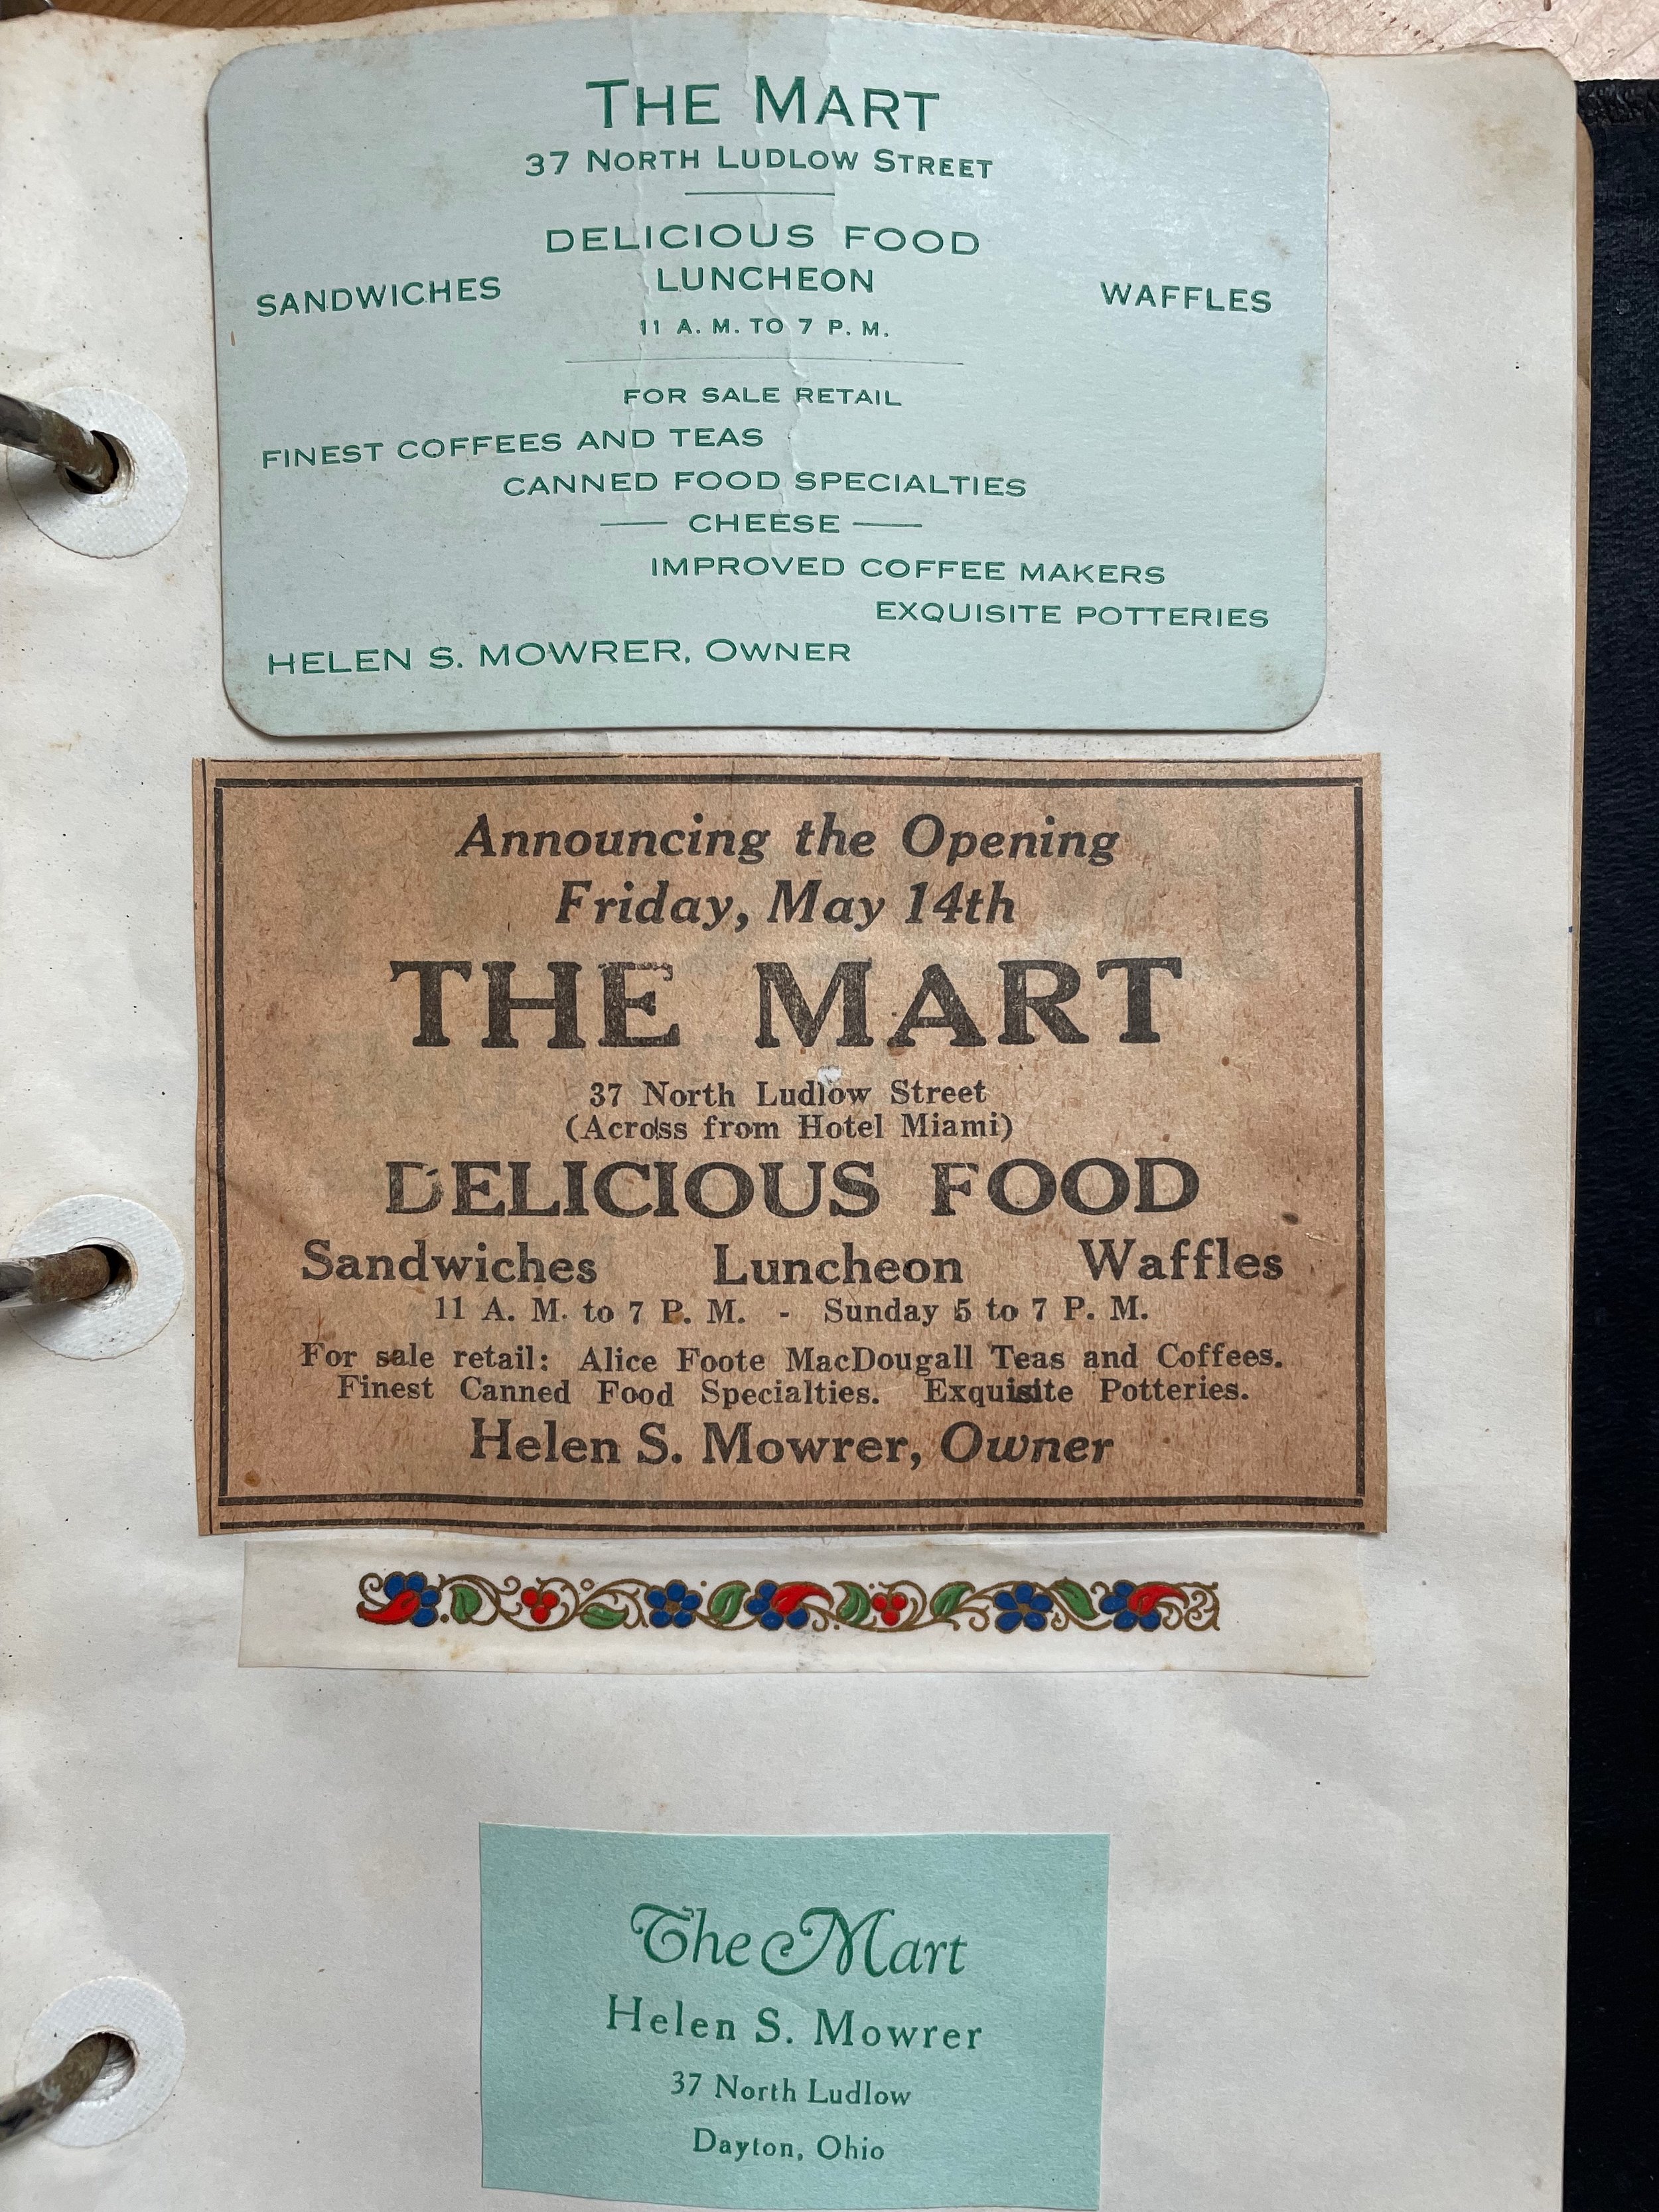 THE MART
37 NORTH LUDLOW STREET
DELICIOUS FOOD
SANDWICHES LUNCHEON WAFFLES
11 A. M. TO 7 P. M.
FOR SALE RETAIL
FINEST COFFEES AND TEAS
CANNED FOOD SPECIALTIES
— CHEESE —
IMPROVED COFFEE MAKERS
EXQUISITE POTTERIES
HELEN S. MOWRER, OWNER
Announcing the Opening
Friday, May 14th
THE MART
37 North Ludlow Street
(Across from Hotel Miami)
DELICIOUS FOOD
Sandwiches Luncheon Waffles
11 A. M. to 7 P. M. - Sunday 5 to 7 P. M.
For sale retail: Alice Foote MacDougall Teas and Coffees.
Finest Canned Food Specialties. Exquisite Potteries.
Helen S. Mowrer, Owner
The Mart
Helen S. Mowrer
37 North Ludlow
Dayton, Ohio